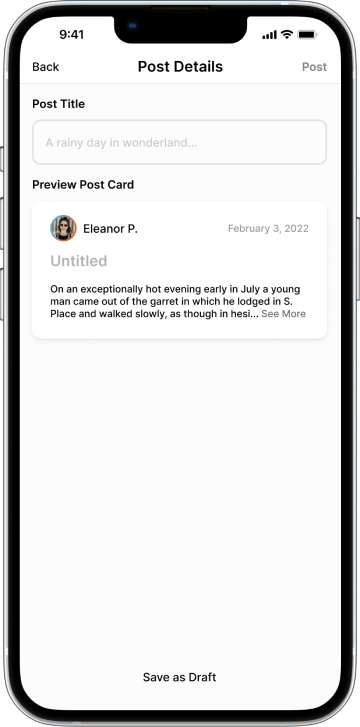 9:41
Back Post Details Post
Post Title
A rainy day in wonderland...
Preview Post Card
Eleanor P. February 3, 2022
Untitled
On an exceptionally hot evening early in July a young
man came out of the garret in which he lodged in S.
Place and walked slowly, as though in hesi... See More
Save as Draft